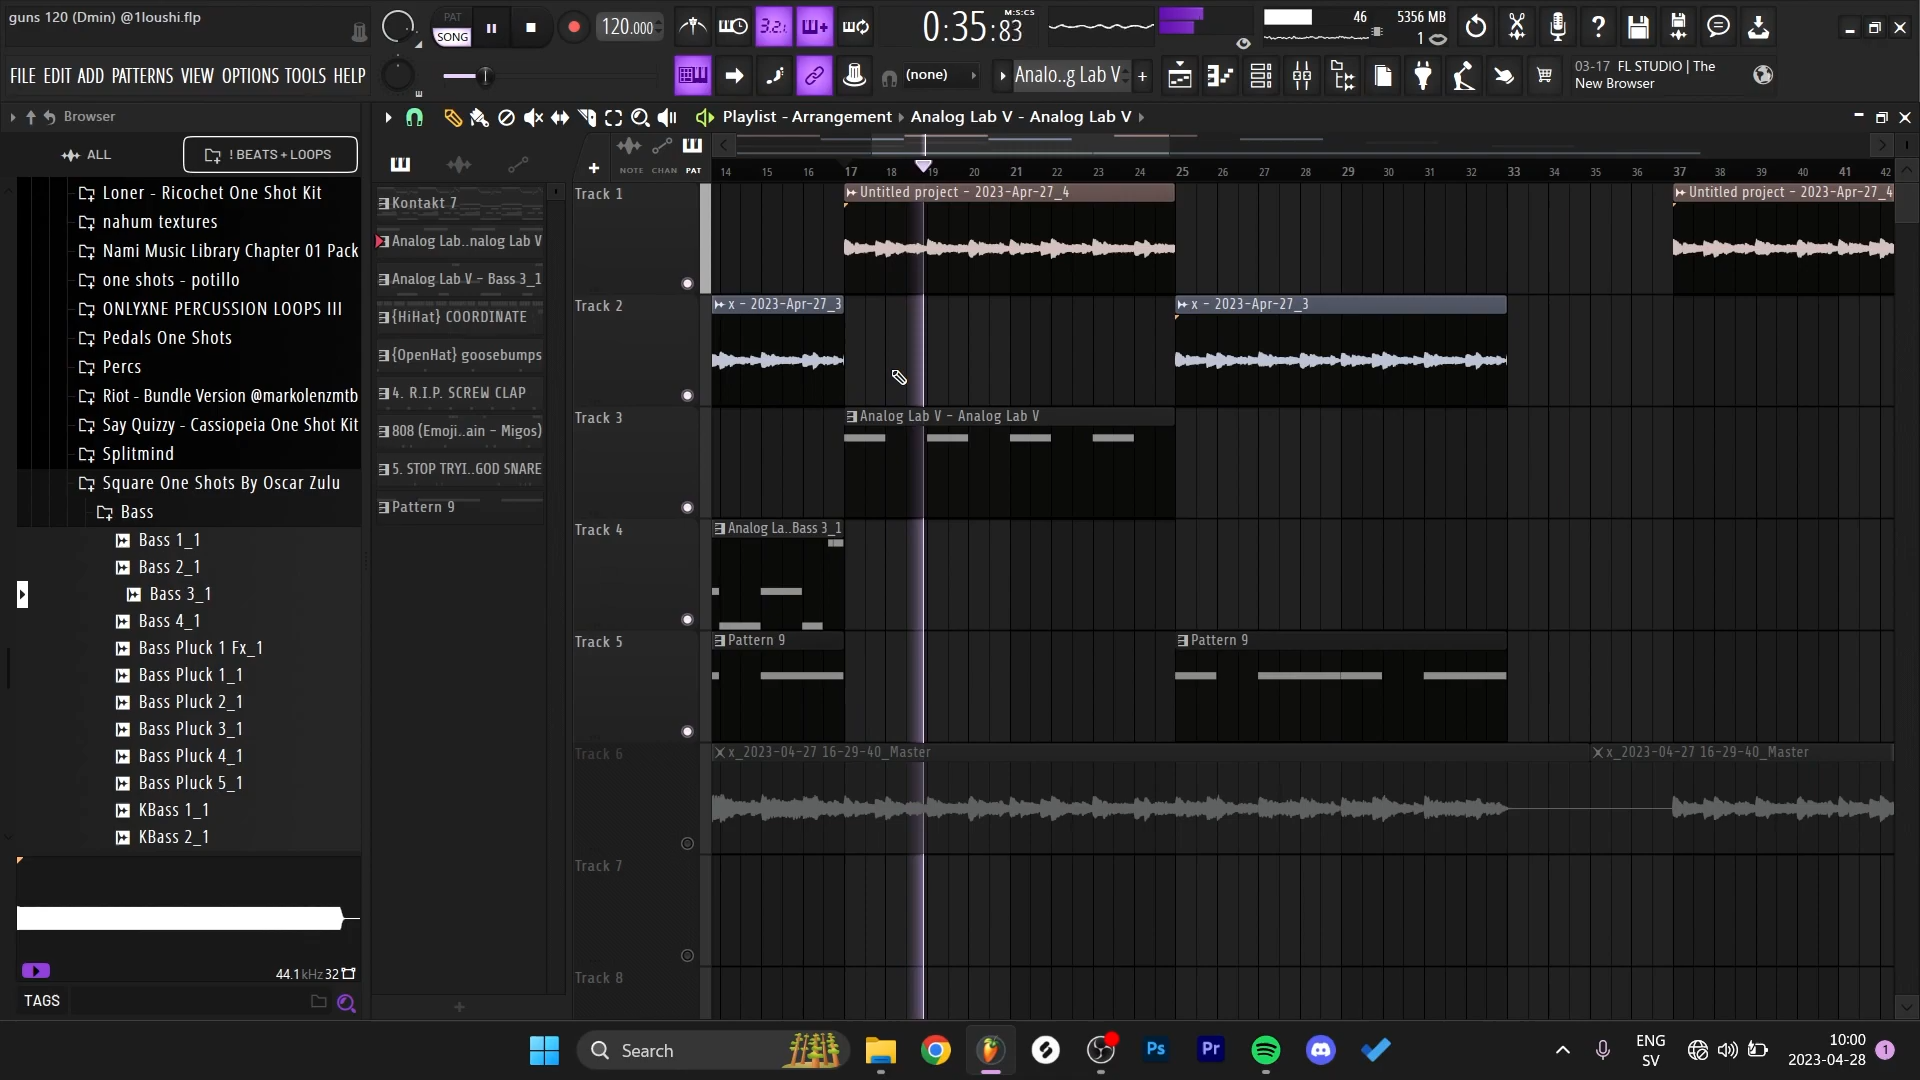 guns 120 (Dmin) @1loushi.flp
FILE EDIT ADD PATTERNS VIEW OPTIONS TOOLS HELP
PAT
SONG
120.000
3.2.
0:35:83
M:S:CS
46
5356 MB
1
(none)
Analo..g Lab V
03-17 FL STUDIO | The
New Browser
Browser
ALL
! BEATS + LOOPS
Loner - Ricochet One Shot Kit
nahum textures
Nami Music Library Chapter 01 Pack
one shots - potillo
ONLYXNE PERCUSSION LOOPS III
Pedals One Shots
Percs
Riot - Bundle Version @markolenzmtb
Say Quizzy - Cassiopeia One Shot Kit
Splitmind
Square One Shots By Oscar Zulu
Bass
Bass 1_1
Bass 2_1
Bass 3_1
Bass 4_1
Bass Pluck 1 Fx_1
Bass Pluck 1_1
Bass Pluck 2_1
Bass Pluck 3_1
Bass Pluck 4_1
Bass Pluck 5_1
KBass 1_1
KBass 2_1
44.1kHz 32
TAGS
Playlist - Arrangement › Analog Lab V - Analog Lab V ›
NOTE CHAN PAT
14 15 16 17 18 19 20 21 22 23 24 25 26 27 28 29 30 31 32 33 34 35 36 37 38 39 40 41 42
Kontakt 7
Analog Lab..nalog Lab V
Analog Lab V - Bass 3_1
{HiHat} COORDINATE
{OpenHat} goosebumps
4. R.I.P. SCREW CLAP
808 (Emoji..ain - Migos)
5. STOP TRYI..GOD SNARE
Pattern 9
Track 1
Untitled project - 2023-Apr-27_4
Untitled project - 2023-Apr-27_4
Track 2
x - 2023-Apr-27_3
x - 2023-Apr-27_3
Track 3
Analog Lab V - Analog Lab V
Track 4
Analog La..Bass 3_1
Track 5
Pattern 9
Pattern 9
Track 6
x_2023-04-27 16-29-40_Master
x_2023-04-27 16-29-40_Master
Track 7
Track 8
Search
Ps
Pr
ENG
SV
10:00
2023-04-28
1